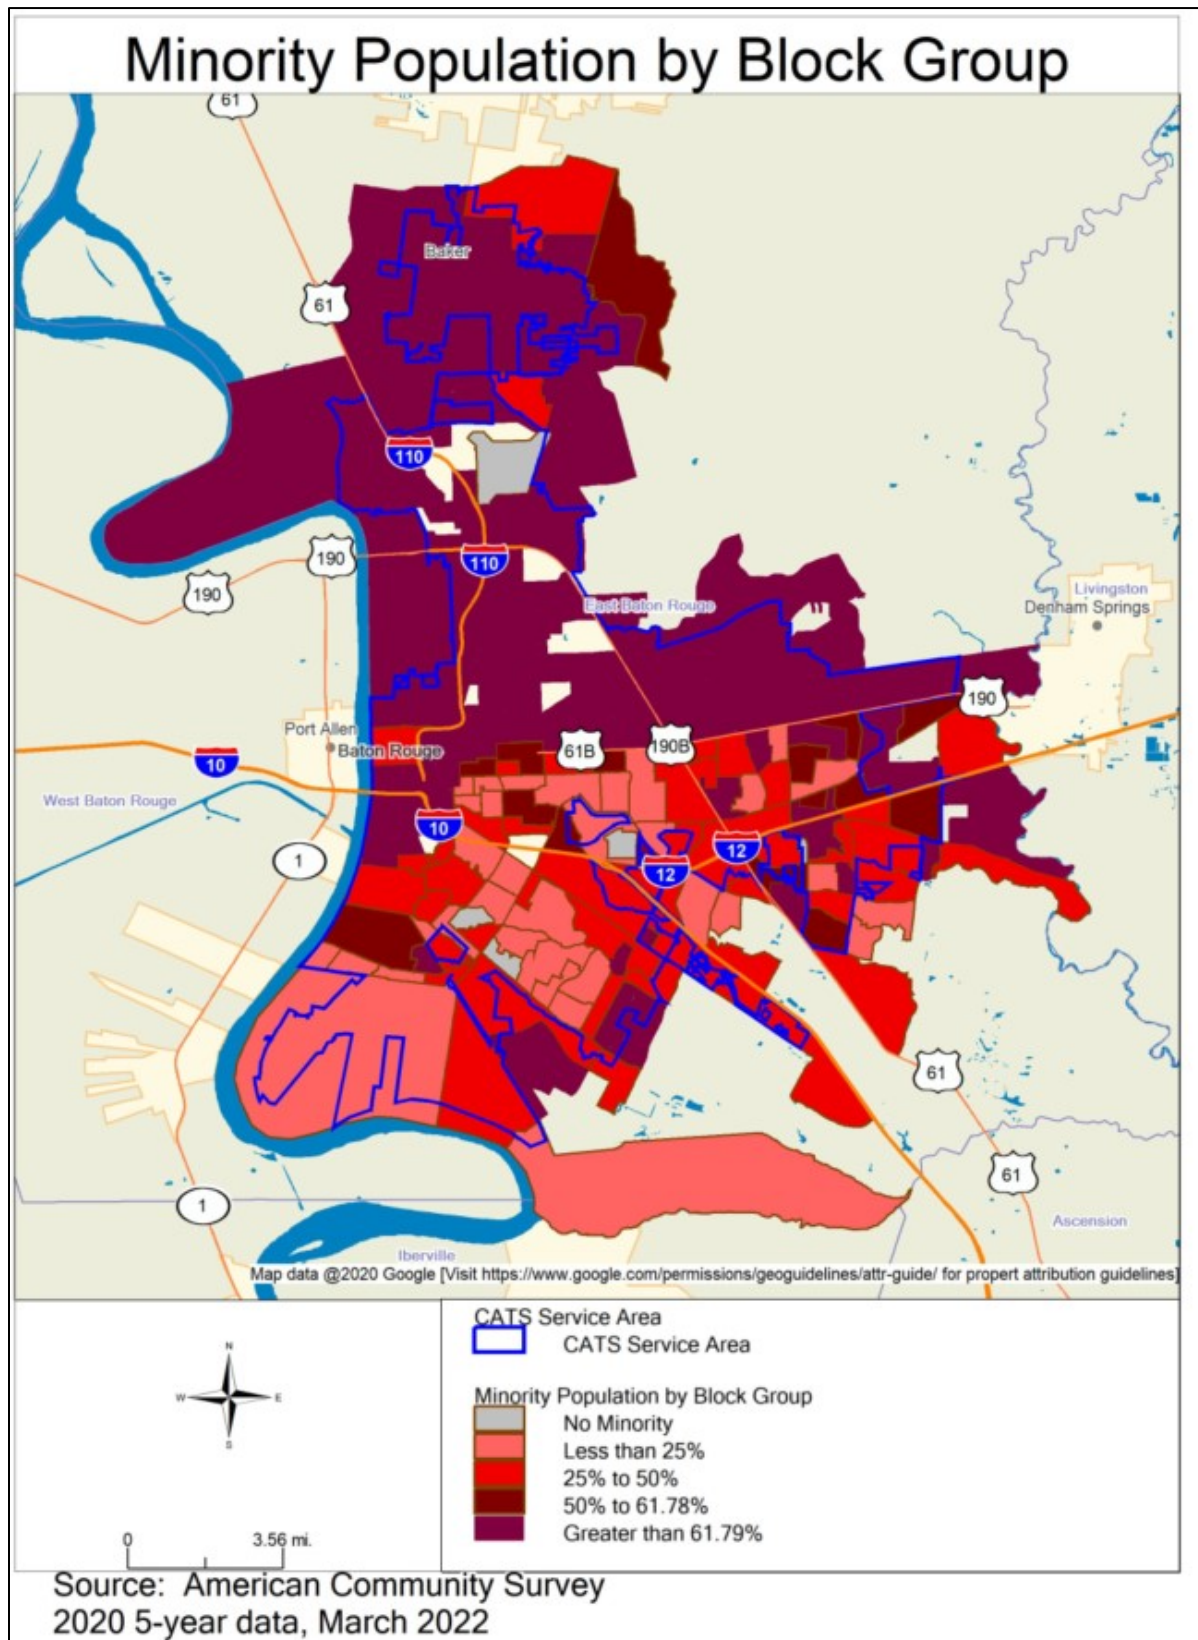 Minority Population by Block Group
61
Baker
61
110
190
110
190
East Baton Rouge
Livingston
Denham Springs
190
Port Allen
Baton Rouge
61B
190B
10
West Baton Rouge
10
1
12
12
61
61
1
Ascension
Iberville
Map data @2020 Google [Visit https://www.google.com/permissions/geoguidelines/attr-guide/ for propert attribution guidelines]
CATS Service Area
CATS Service Area
N
W E
S
Minority Population by Block Group
No Minority
Less than 25%
25% to 50%
50% to 61.78%
Greater than 61.79%
0 3.56 mi.
Source: American Community Survey
2020 5-year data, March 2022